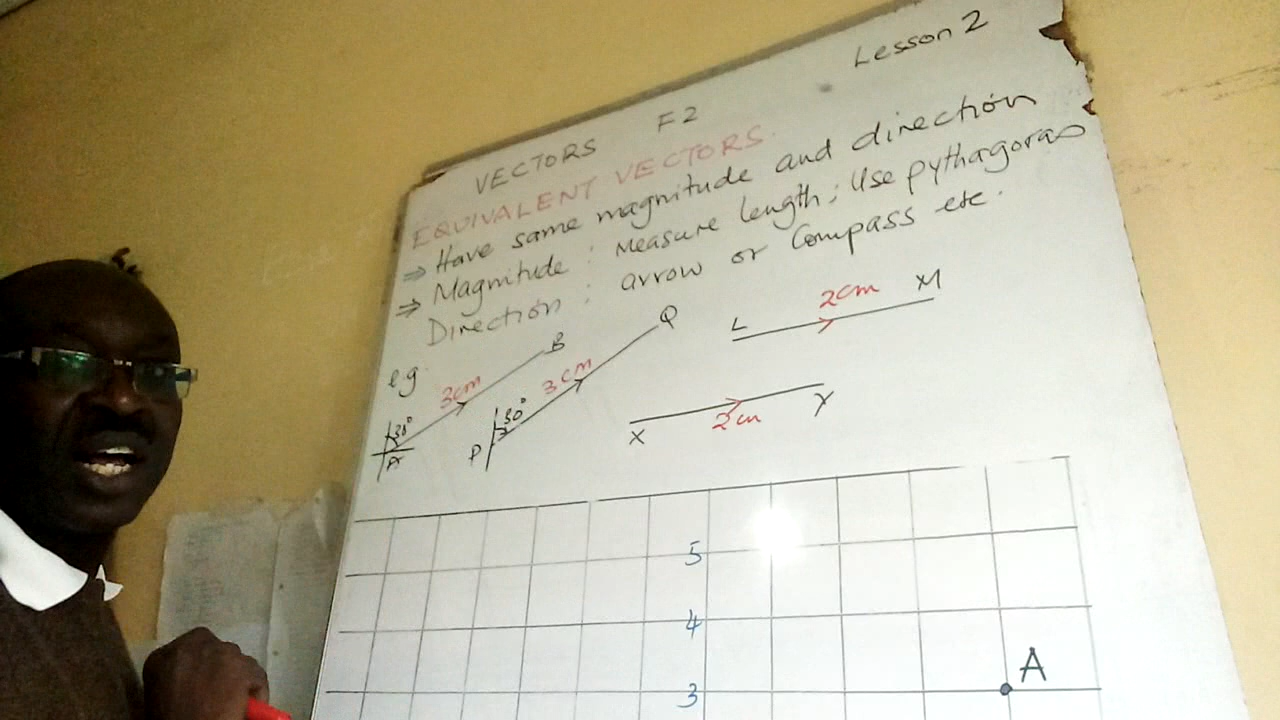 Lesson 2
VECTORS F2
EQUIVALENT VECTORS.
⇒ Have same magnitude and direction
⇒ Magnitude : Measure length; Use pythagoras
Direction : arrow or Compass etc.
e.g.
30°
A
3cm
B
30°
P
3cm
Q
L
2cm
M
X
2cm
Y
5
4
3
A